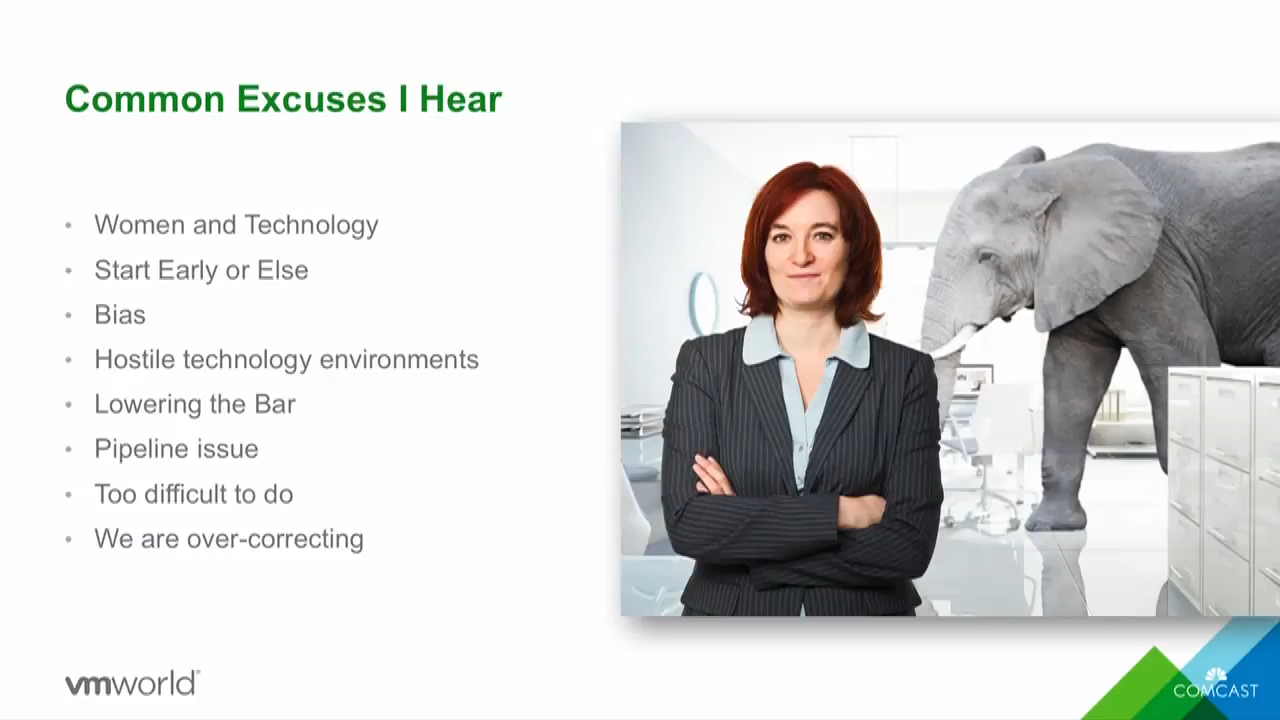 Common Excuses I Hear
• Women and Technology
• Start Early or Else
• Bias
• Hostile technology environments
• Lowering the Bar
• Pipeline issue
• Too difficult to do
• We are over-correcting
vmworld
COMCAST